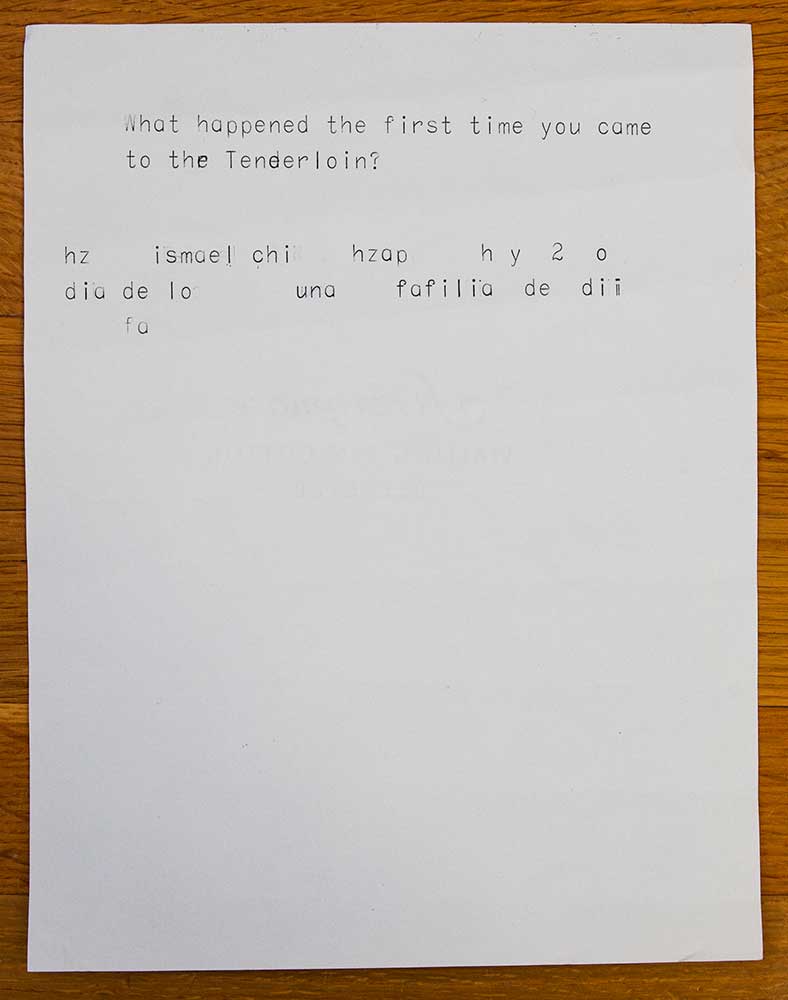 What happened the first time you came
to the Tenderloin?
hz ismael chi hzap h y 2 o
dia de lo una fafilia de dii
fa